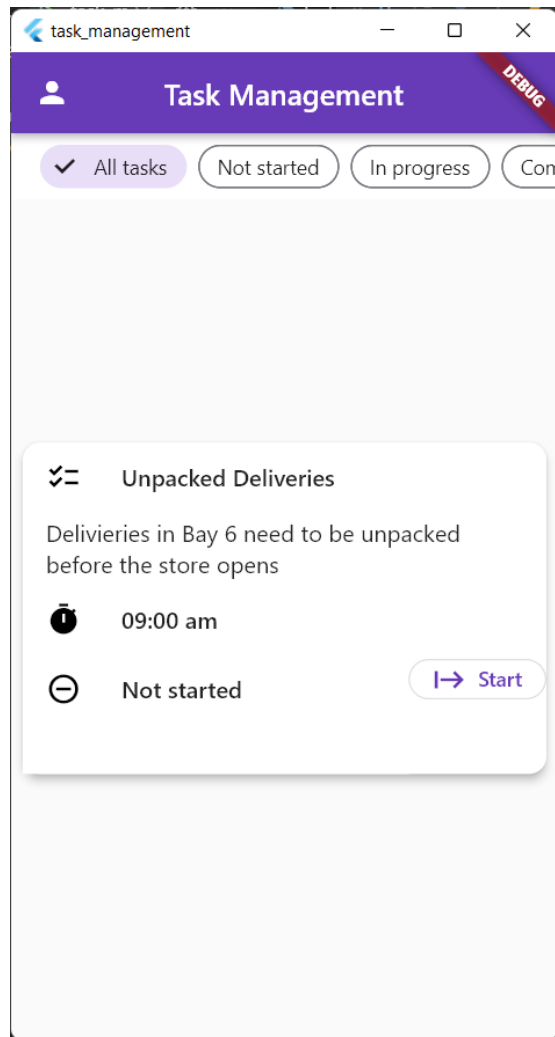 task_management
Task Management
DEBUG
All tasks
Not started
In progress
Com
Unpacked Deliveries
Delivieries in Bay 6 need to be unpacked
before the store opens
09:00 am
Not started
Start